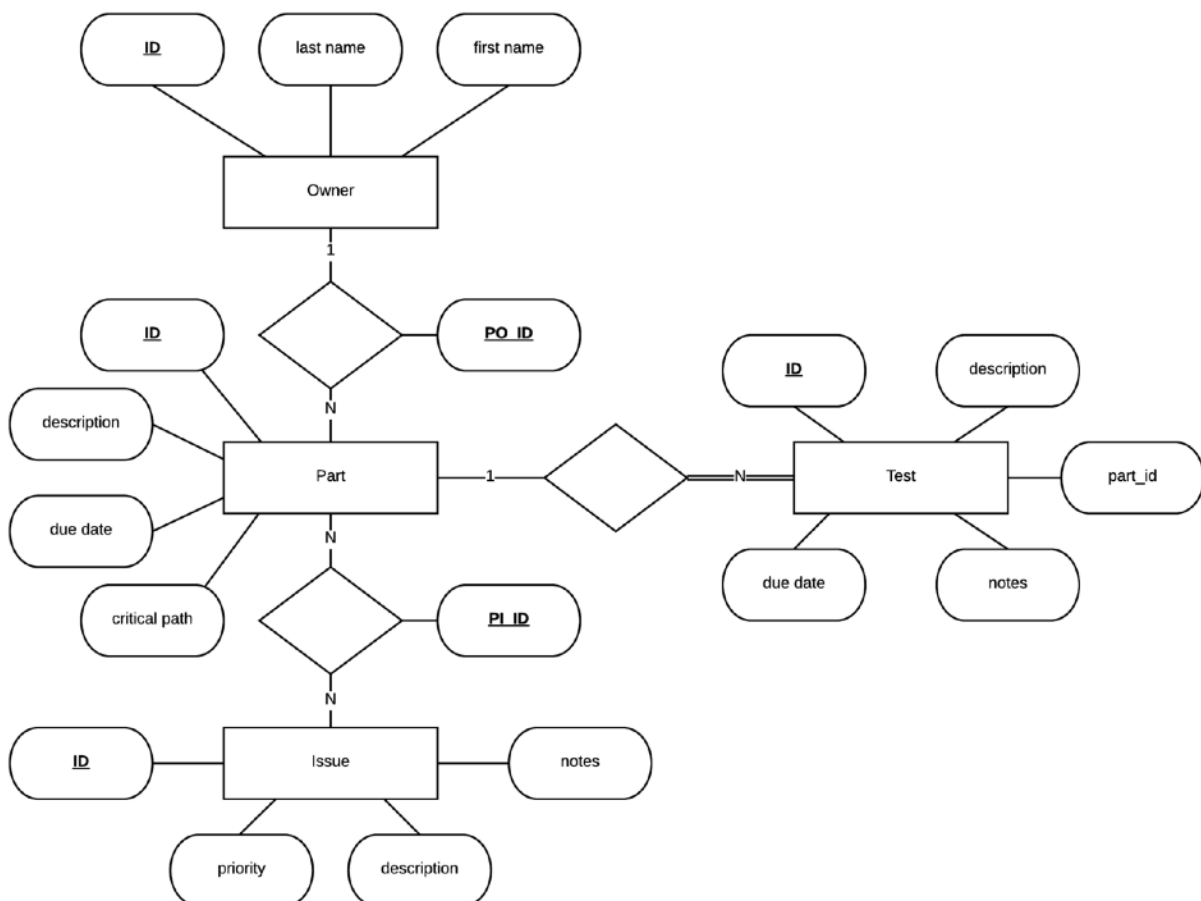 ID
last name
first name
Owner
1
ID
PO_ID
N
ID
description
description
Part
1
N
Test
part_id
due date
N
due date
notes
critical path
PI_ID
N
ID
Issue
notes
priority
description